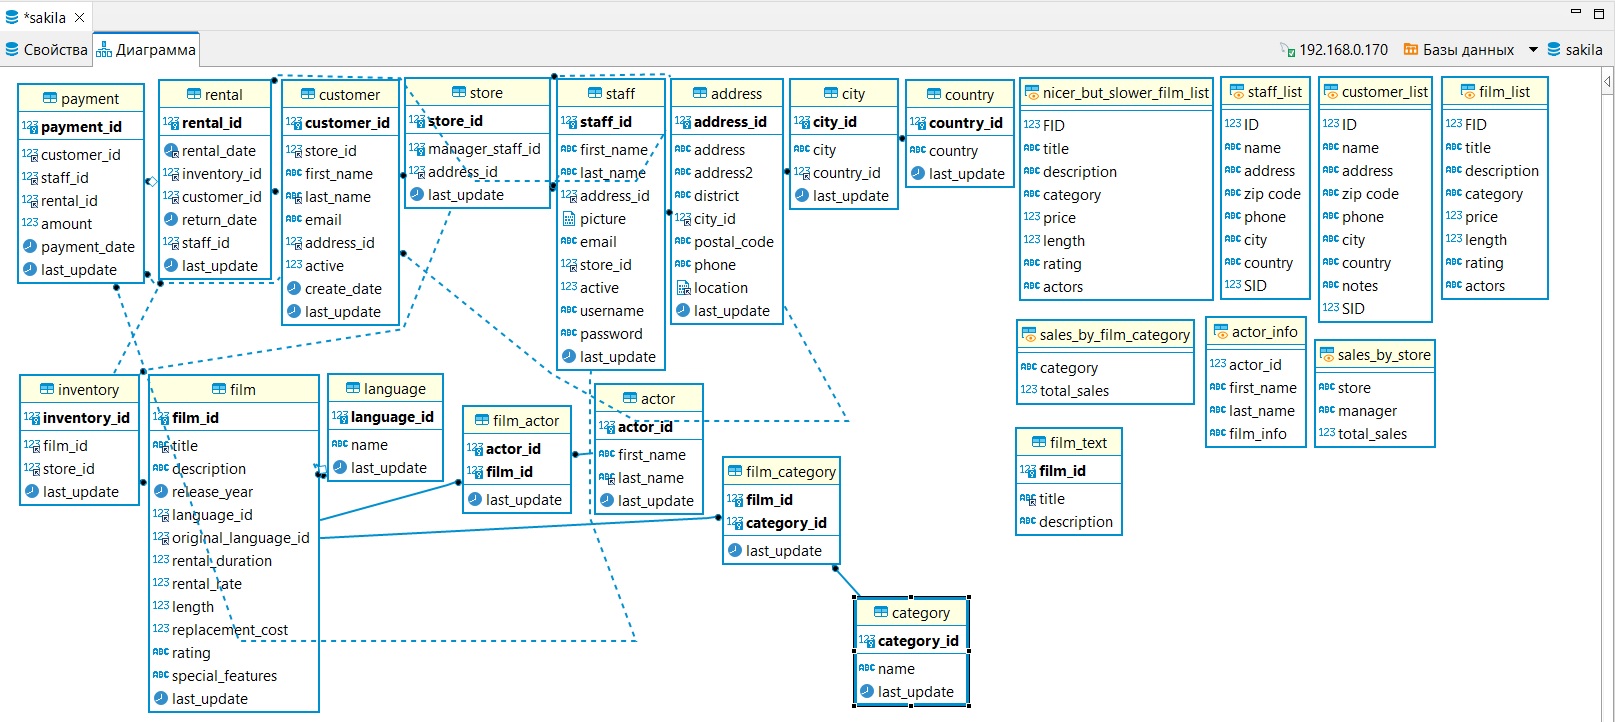 *sakila
Свойства
Диаграмма
192.168.0.170
Базы данных
sakila
payment
payment_id
customer_id
staff_id
rental_id
amount
payment_date
last_update
rental
rental_id
rental_date
inventory_id
customer_id
return_date
staff_id
last_update
customer
customer_id
store_id
first_name
last_name
email
address_id
active
create_date
last_update
store
store_id
manager_staff_id
address_id
last_update
staff
staff_id
first_name
last_name
address_id
picture
email
store_id
active
username
password
last_update
address
address_id
address
address2
district
city_id
postal_code
phone
location
last_update
city
city_id
city
country_id
last_update
country
country_id
country
last_update
nicer_but_slower_film_list
FID
title
description
category
price
length
rating
actors
staff_list
ID
name
address
zip code
phone
city
country
SID
customer_list
ID
name
address
zip code
phone
city
country
notes
SID
film_list
FID
title
description
category
price
length
rating
actors
sales_by_film_category
category
total_sales
actor_info
actor_id
first_name
last_name
film_info
sales_by_store
store
manager
total_sales
inventory
inventory_id
film_id
store_id
last_update
film
film_id
title
description
release_year
language_id
original_language_id
rental_duration
rental_rate
length
replacement_cost
rating
special_features
last_update
language
language_id
name
last_update
film_actor
actor_id
film_id
last_update
actor
actor_id
first_name
last_name
last_update
film_category
film_id
category_id
last_update
film_text
film_id
title
description
category
category_id
name
last_update